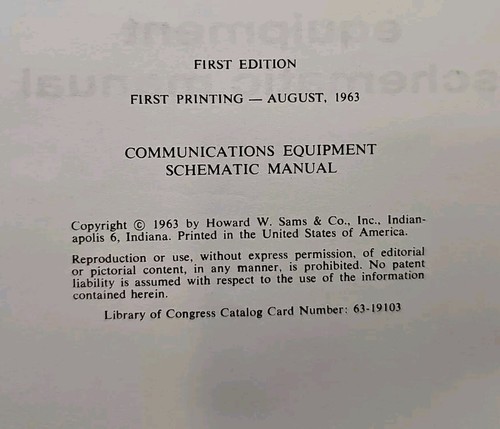 equipment
schematic manual
FIRST EDITION
FIRST PRINTING — AUGUST, 1963
COMMUNICATIONS EQUIPMENT
SCHEMATIC MANUAL
Copyright © 1963 by Howard W. Sams & Co., Inc., Indian-
apolis 6, Indiana. Printed in the United States of America.
Reproduction or use, without express permission, of editorial
or pictorial content, in any manner, is prohibited. No patent
liability is assumed with respect to the use of the information
contained herein.
Library of Congress Catalog Card Number: 63-19103